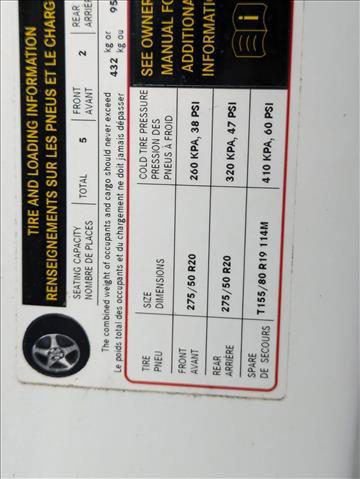 TIRE AND LOADING INFORMATION
RENSEIGNEMENTS SUR LES PNEUS ET LE CHARG
SEATING CAPACITY
NOMBRE DE PLACES
TOTAL 5
FRONT
AVANT
2
REAR
ARRIÈRE
The combined weight of occupants and cargo should never exceed 432 kg or 95
Le poids total des occupants et du chargement ne doit jamais dépasser kg ou
TIRE
PNEU
SIZE
DIMENSIONS
COLD TIRE PRESSURE
PRESSION DES
PNEUS À FROID
SEE OWNER
MANUAL FO
ADDITIONA
INFORMATI
FRONT
AVANT
275/50 R20
260 KPA, 38 PSI
REAR
ARRIÈRE
275/50 R20
320 KPA, 47 PSI
SPARE
DE SECOURS
T155/80 R19 114M
410 KPA, 60 PSI